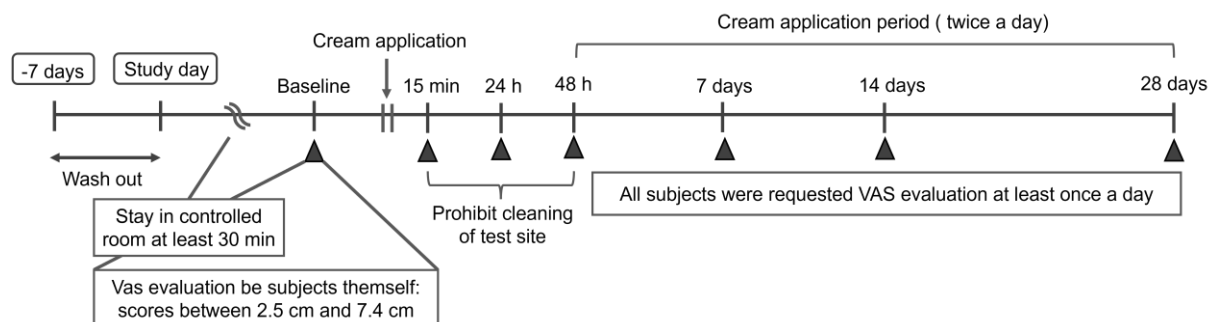 Cream application period ( twice a day)
Cream application
-7 days
Study day
Baseline
15 min
24 h
48 h
7 days
14 days
28 days
Wash out
Stay in controlled
room at least 30 min
Prohibit cleaning
of test site
All subjects were requested VAS evaluation at least once a day
Vas evaluation be subjects themself:
scores between 2.5 cm and 7.4 cm